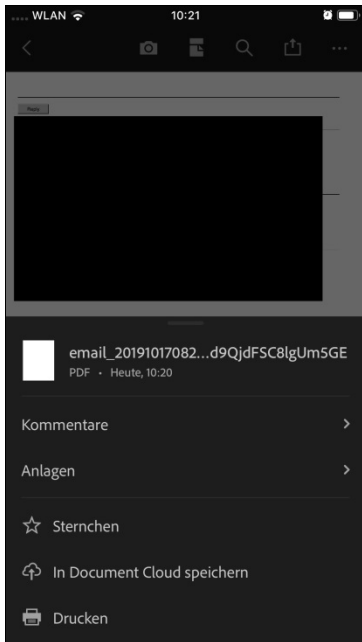 WLAN 10:21
Reply
email_20191017082...d9QjdFSC8lgUm5GE
PDF • Heute, 10:20
Kommentare
Anlagen
Sternchen
In Document Cloud speichern
Drucken